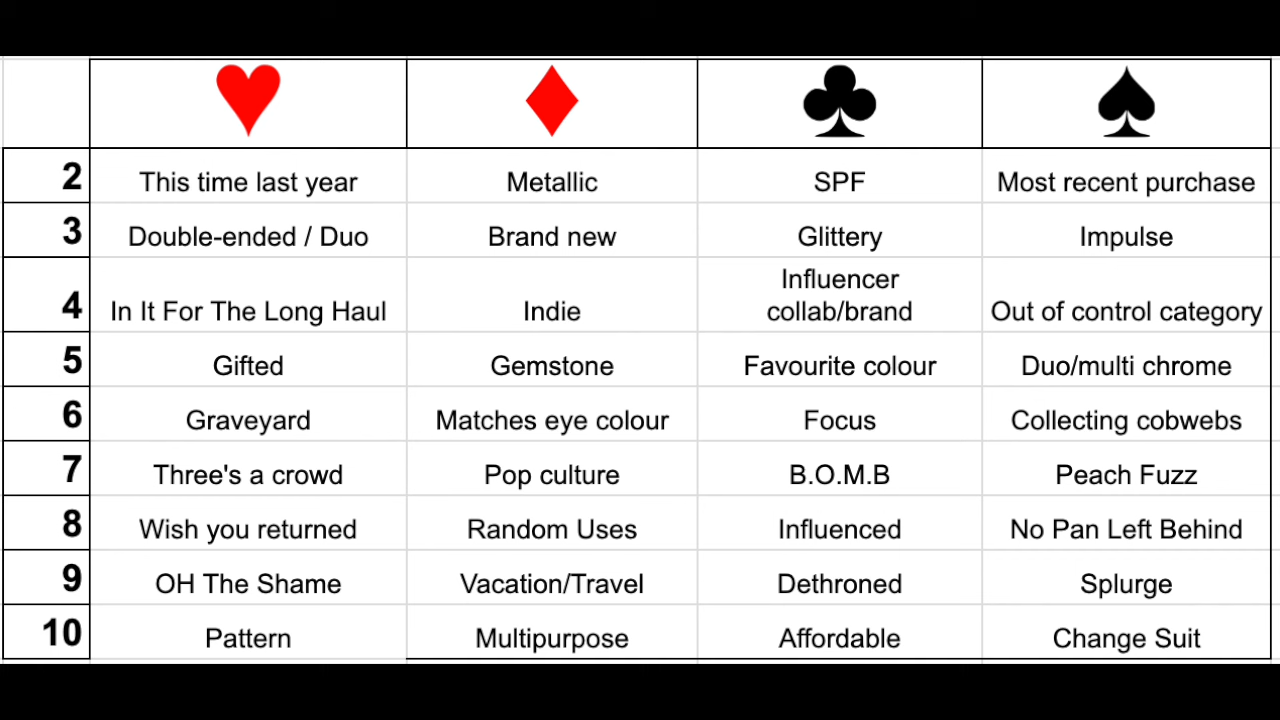 ♥ ♦ ♣ ♠
2 This time last year Metallic SPF Most recent purchase
3 Double-ended / Duo Brand new Glittery Impulse
4 In It For The Long Haul Indie Influencer collab/brand Out of control category
5 Gifted Gemstone Favourite colour Duo/multi chrome
6 Graveyard Matches eye colour Focus Collecting cobwebs
7 Three's a crowd Pop culture B.O.M.B Peach Fuzz
8 Wish you returned Random Uses Influenced No Pan Left Behind
9 OH The Shame Vacation/Travel Dethroned Splurge
10 Pattern Multipurpose Affordable Change Suit